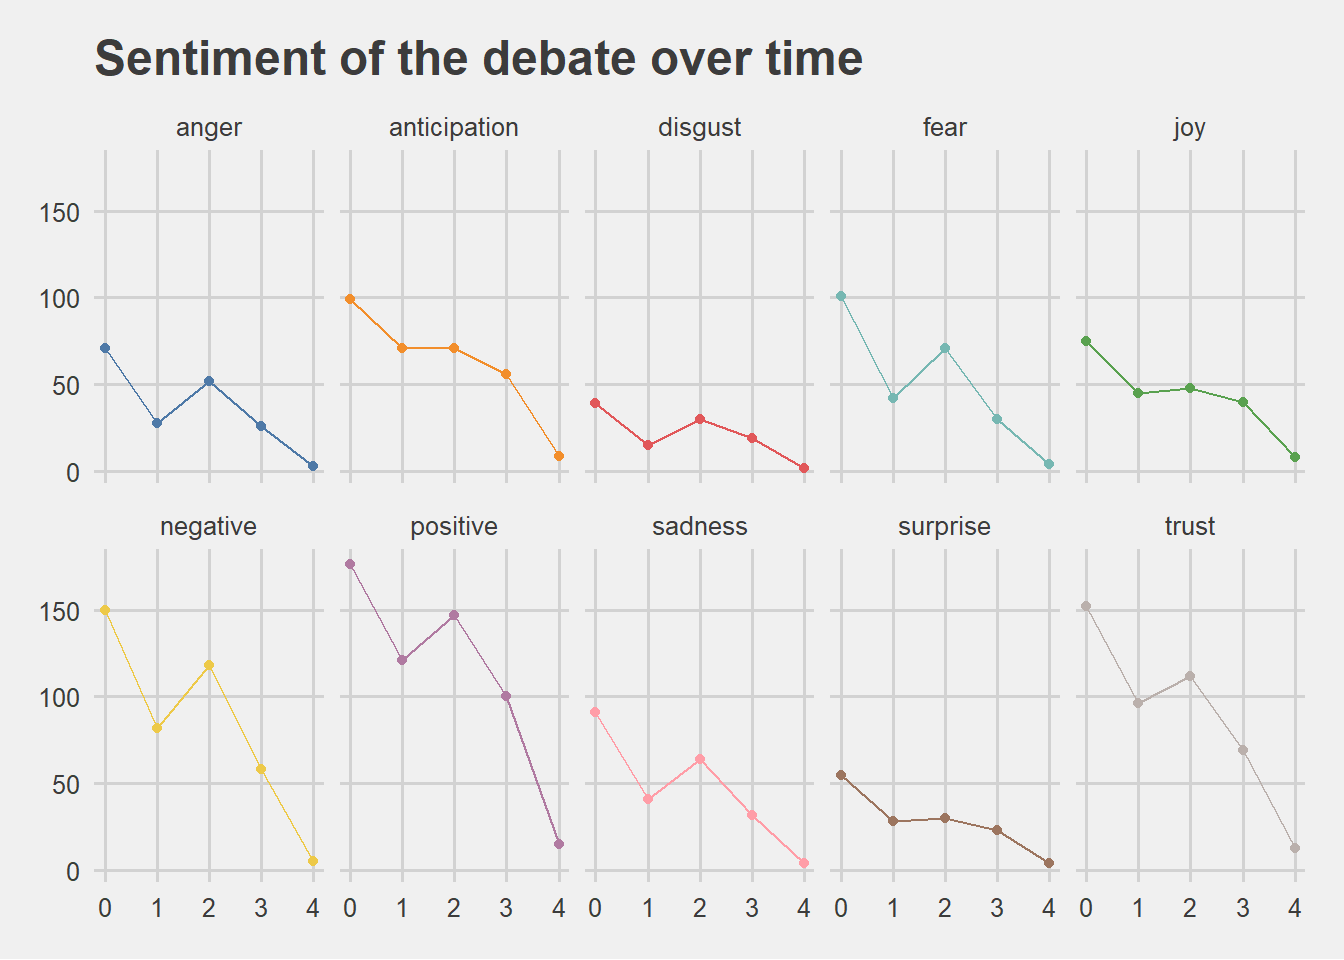 Sentiment of the debate over time
anger anticipation disgust fear joy
150
100
50
0
negative positive sadness surprise trust
150
100
50
0
0 1 2 3 4 0 1 2 3 4 0 1 2 3 4 0 1 2 3 4 0 1 2 3 4